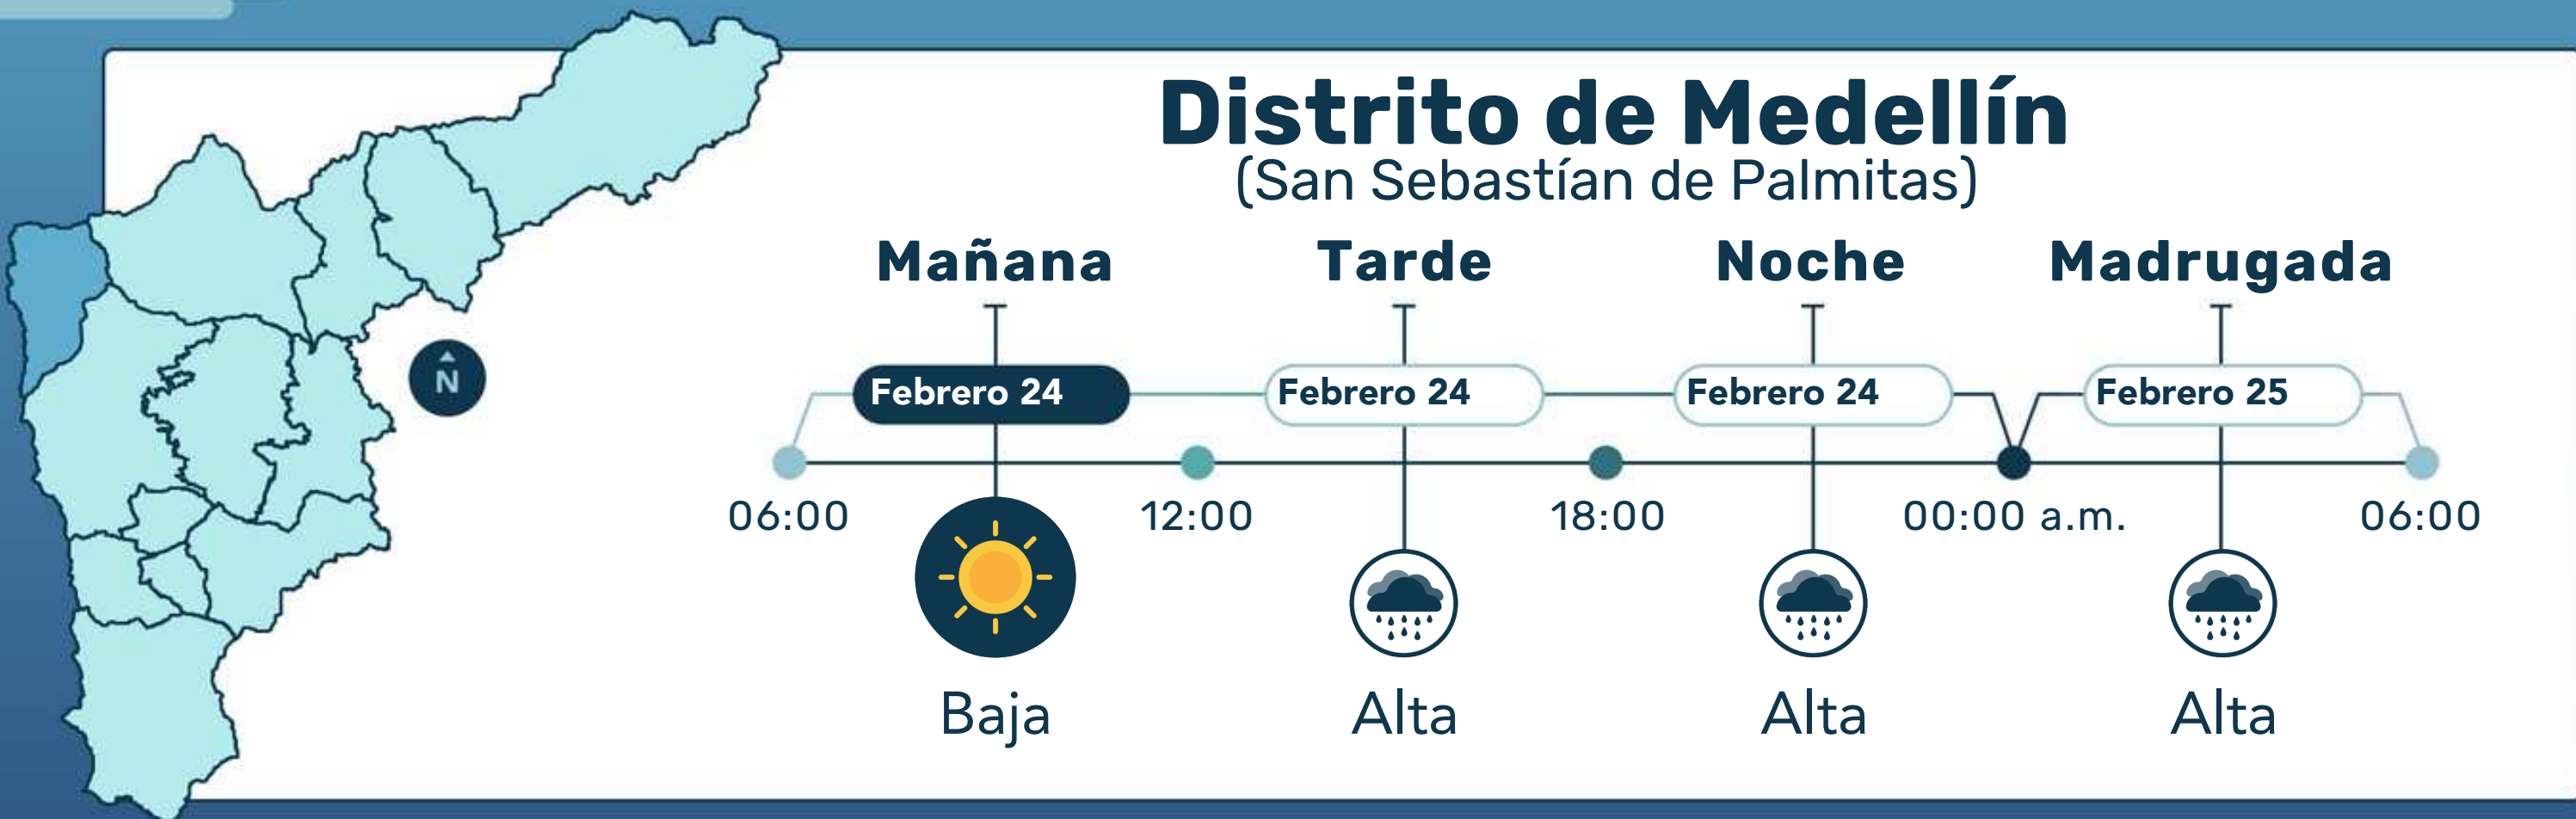 Distrito de Medellín
(San Sebastían de Palmitas)
Mañana Tarde Noche Madrugada
Febrero 24 Febrero 24 Febrero 24 Febrero 25
N
06:00 12:00 18:00 00:00 a.m. 06:00
Baja Alta Alta Alta